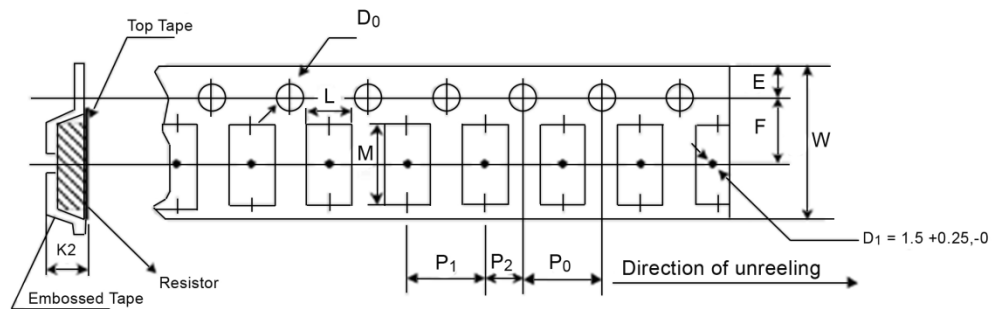 Top Tape
D0
E
L
F
W
M
D1 = 1.5 +0.25,-0
K2
P1
P2
P0
Direction of unreeling
Resistor
Embossed Tape